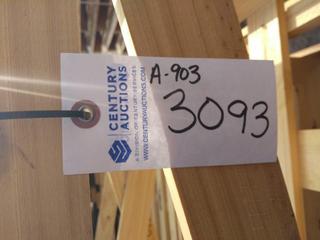 A-903
3093
CENTURY
AUCTIONS
A DIVISION OF CENTURY SERVICES
WWW.CENTURYAUCTIONS.COM